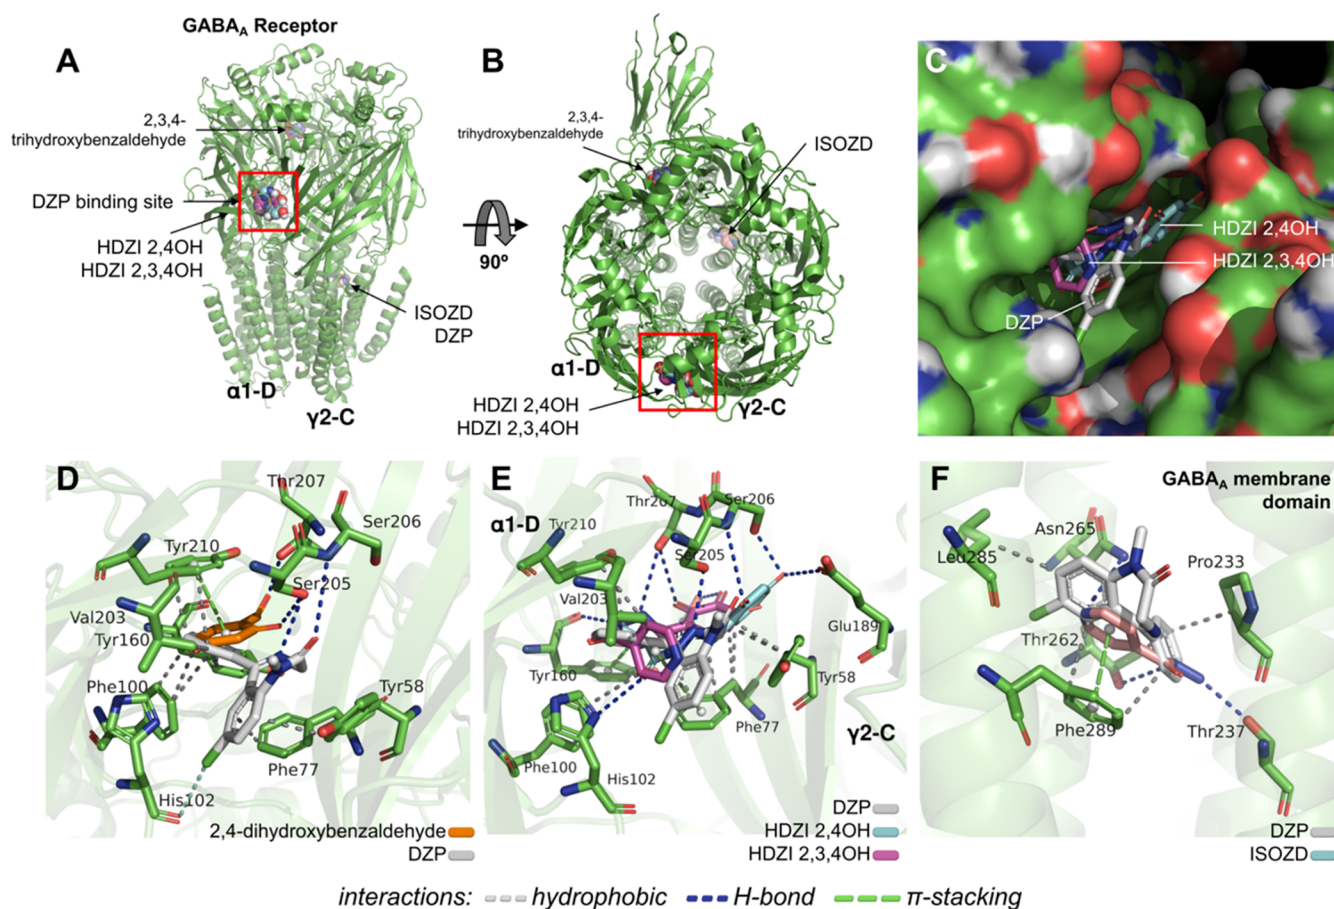 GABAA Receptor
A
2,3,4-
trihydroxybenzaldehyde
DZP binding site
HDZI 2,4OH
HDZI 2,3,4OH
ISOZD
DZP
α1-D
γ2-C
90º
B
2,3,4-
trihydroxybenzaldehyde
ISOZD
α1-D
γ2-C
HDZI 2,4OH
HDZI 2,3,4OH
C
HDZI 2,4OH
HDZI 2,3,4OH
DZP
D
Thr207
Ser206
Tyr210
Ser205
Val203
Tyr160
Phe100
Tyr58
Phe77
His102
2,4-dihydroxybenzaldehyde
DZP
E
α1-D
Thr207
Ser206
Tyr210
Ser205
Val203
Glu189
Tyr160
Tyr58
Phe77
Phe100
His102
γ2-C
DZP
HDZI 2,4OH
HDZI 2,3,4OH
F
GABAA membrane
domain
Asn265
Leu285
Pro233
Thr262
Phe289
Thr237
DZP
ISOZD
interactions: hydrophobic H-bond π-stacking